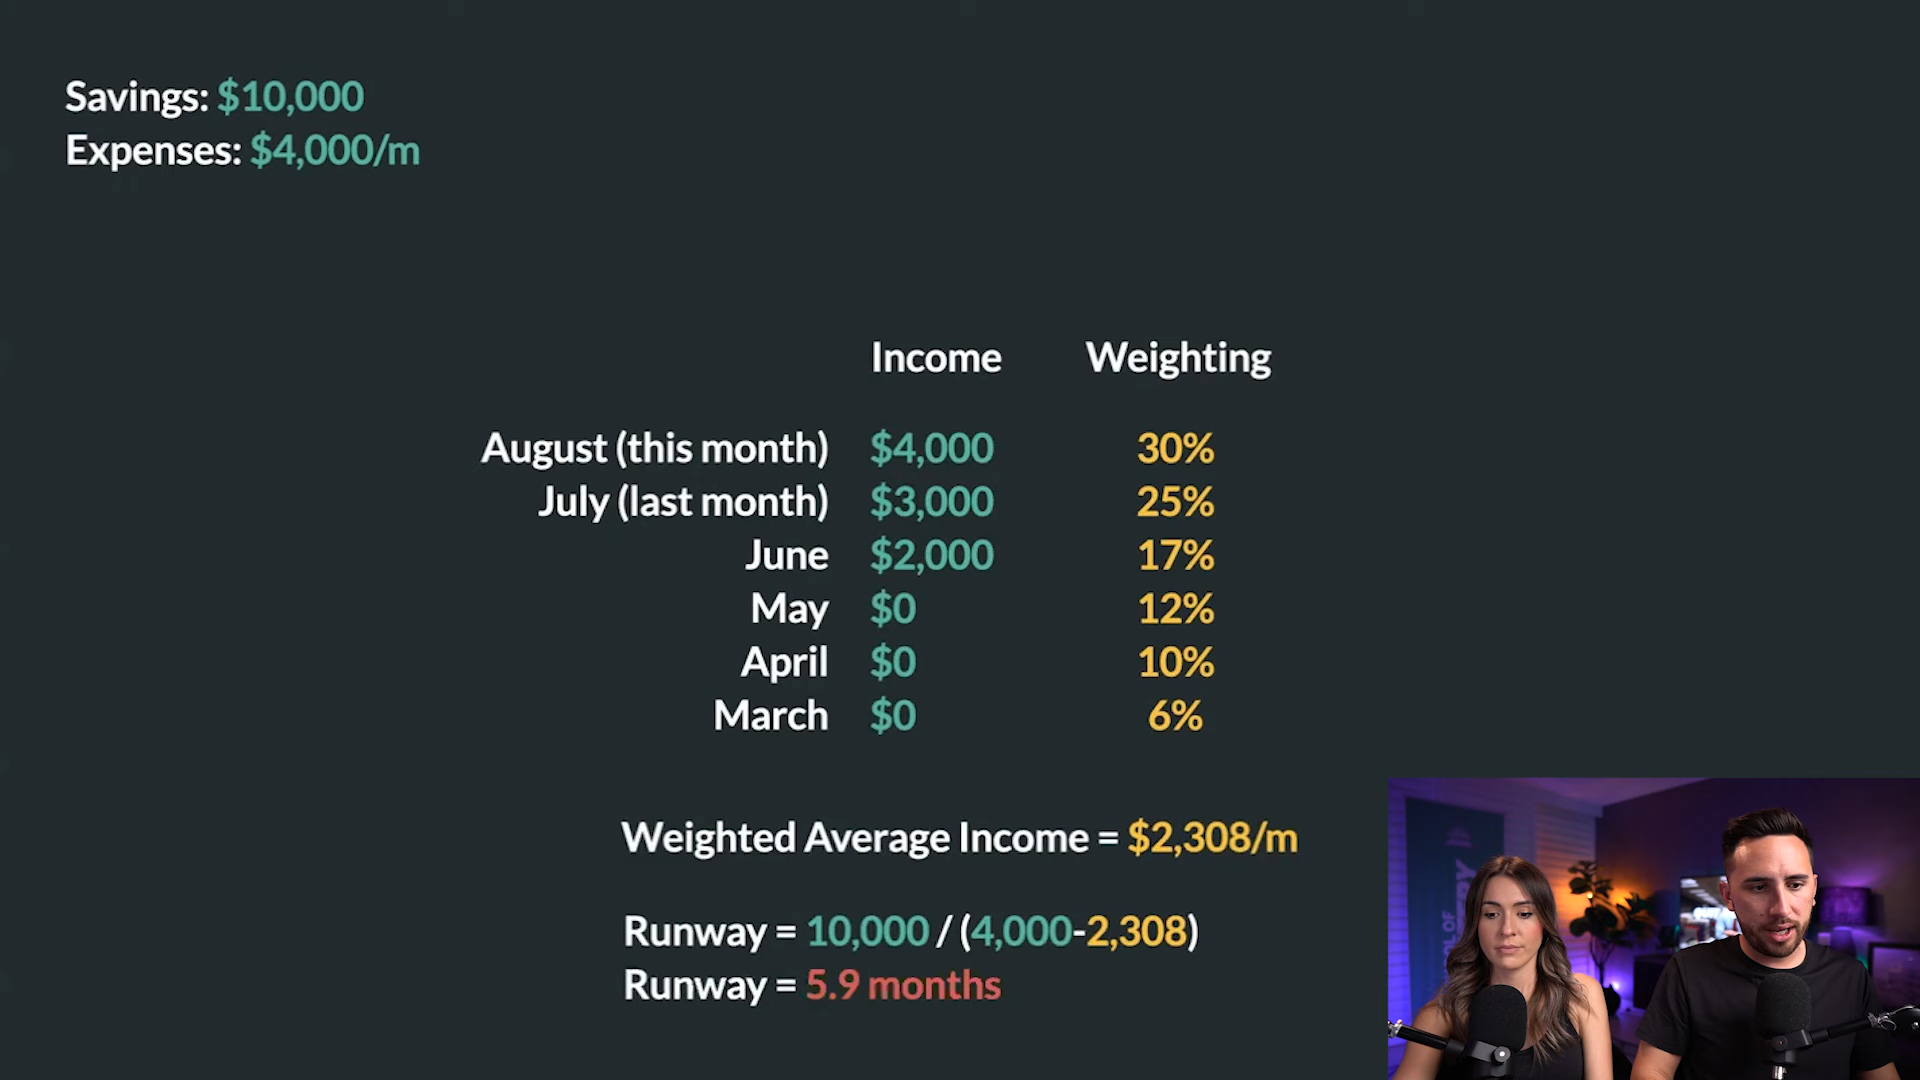 Savings: $10,000
Expenses: $4,000/m
Income Weighting
August (this month) $4,000 30%
July (last month) $3,000 25%
June $2,000 17%
May $0 12%
April $0 10%
March $0 6%
Weighted Average Income = $2,308/m
Runway = 10,000 / (4,000-2,308)
Runway = 5.9 months